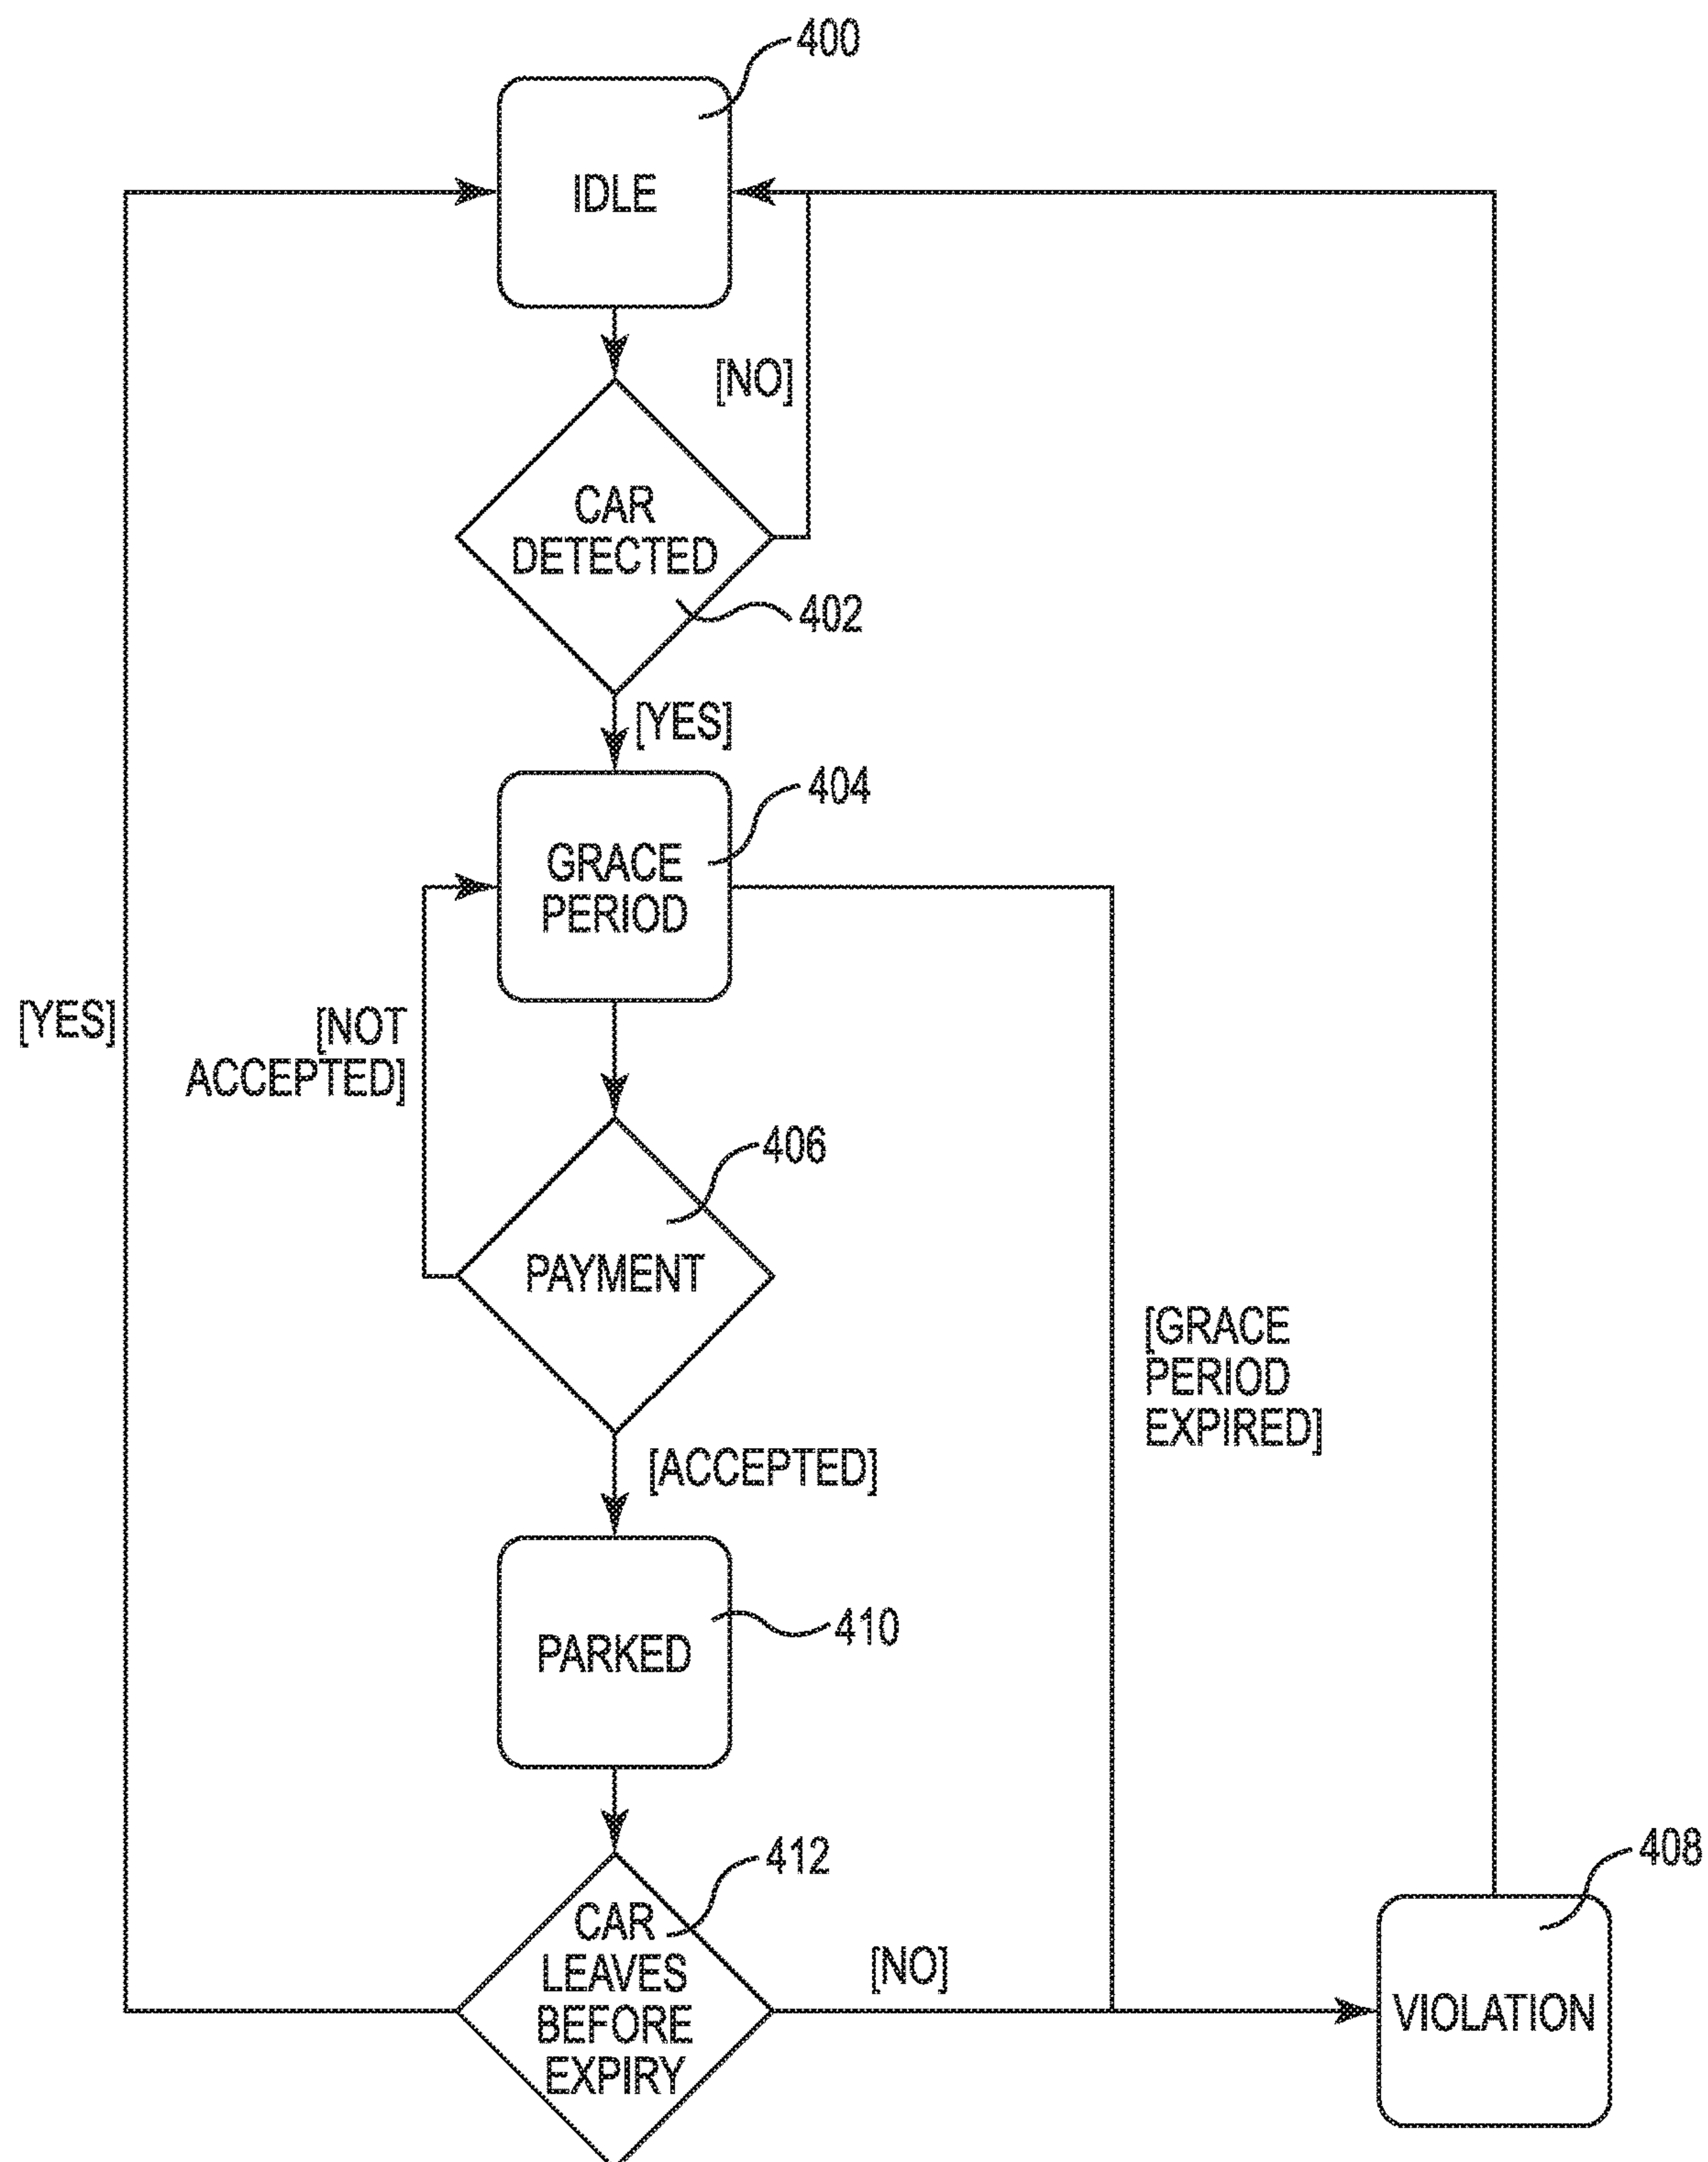 400
IDLE
[NO]
CAR
DETECTED
402
[YES]
404
GRACE
PERIOD
[YES]
[NOT
ACCEPTED]
406
PAYMENT
[GRACE
PERIOD
EXPIRED]
[ACCEPTED]
410
PARKED
412
CAR
LEAVES
BEFORE
EXPIRY
[NO]
408
VIOLATION